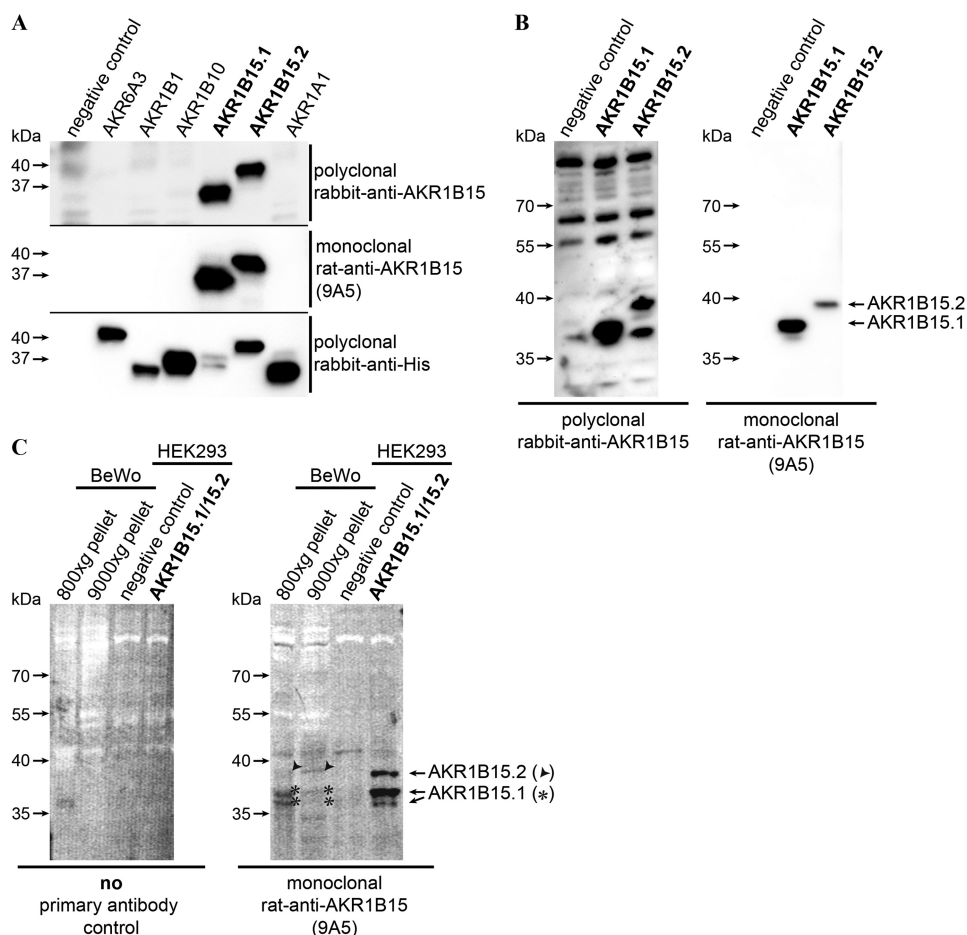 A
negative control
AKR6A3
AKR1B1
AKR1B10
AKR1B15.1
AKR1B15.2
AKR1A1
kDa
40
37
polyclonal
rabbit-anti-AKR1B15
40
37
monoclonal
rat-anti-AKR1B15
(9A5)
40
37
polyclonal
rabbit-anti-His
B
negative control
AKR1B15.1
AKR1B15.2
kDa
70
55
40
35
polyclonal
rabbit-anti-AKR1B15
negative control
AKR1B15.1
AKR1B15.2
kDa
70
55
40
35
AKR1B15.2
AKR1B15.1
monoclonal
rat-anti-AKR1B15
(9A5)
C
HEK293
BeWo
800xg pellet
9000xg pellet
negative control
AKR1B15.1/15.2
kDa
70
55
40
35
no
primary antibody
control
HEK293
BeWo
800xg pellet
9000xg pellet
negative control
AKR1B15.1/15.2
kDa
70
55
40
35
* *
* *
AKR1B15.2 (➤)
AKR1B15.1 (*)
monoclonal
rat-anti-AKR1B15
(9A5)